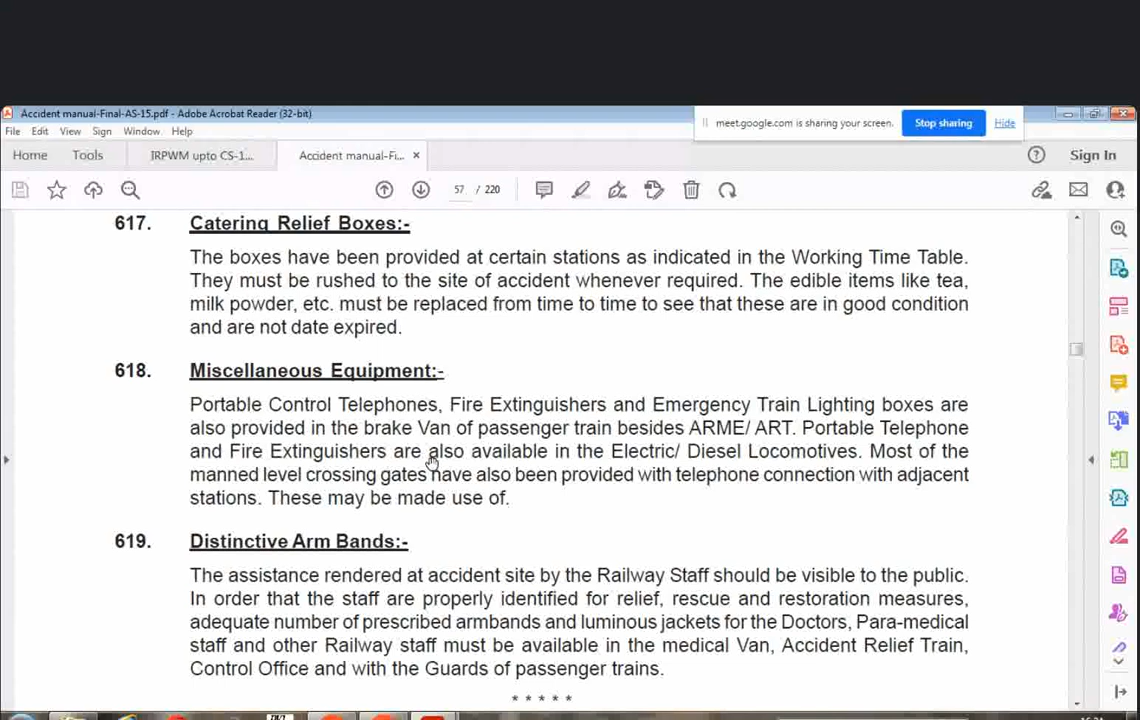 Accident manual-Final-AS-15.pdf - Adobe Acrobat Reader (32-bit)
meet.google.com is sharing your screen.
Stop sharing
Hide
File Edit View Sign Window Help
Home Tools IRPWM upto CS-1... Accident manual-Fi... ×
Sign In
57 / 220
617. Catering Relief Boxes:-
The boxes have been provided at certain stations as indicated in the Working Time Table.
They must be rushed to the site of accident whenever required. The edible items like tea,
milk powder, etc. must be replaced from time to time to see that these are in good condition
and are not date expired.
618. Miscellaneous Equipment:-
Portable Control Telephones, Fire Extinguishers and Emergency Train Lighting boxes are
also provided in the brake Van of passenger train besides ARME/ ART. Portable Telephone
and Fire Extinguishers are also available in the Electric/ Diesel Locomotives. Most of the
manned level crossing gates have also been provided with telephone connection with adjacent
stations. These may be made use of.
619. Distinctive Arm Bands:-
The assistance rendered at accident site by the Railway Staff should be visible to the public.
In order that the staff are properly identified for relief, rescue and restoration measures,
adequate number of prescribed armbands and luminous jackets for the Doctors, Para-medical
staff and other Railway staff must be available in the medical Van, Accident Relief Train,
Control Office and with the Guards of passenger trains.
* * * * *